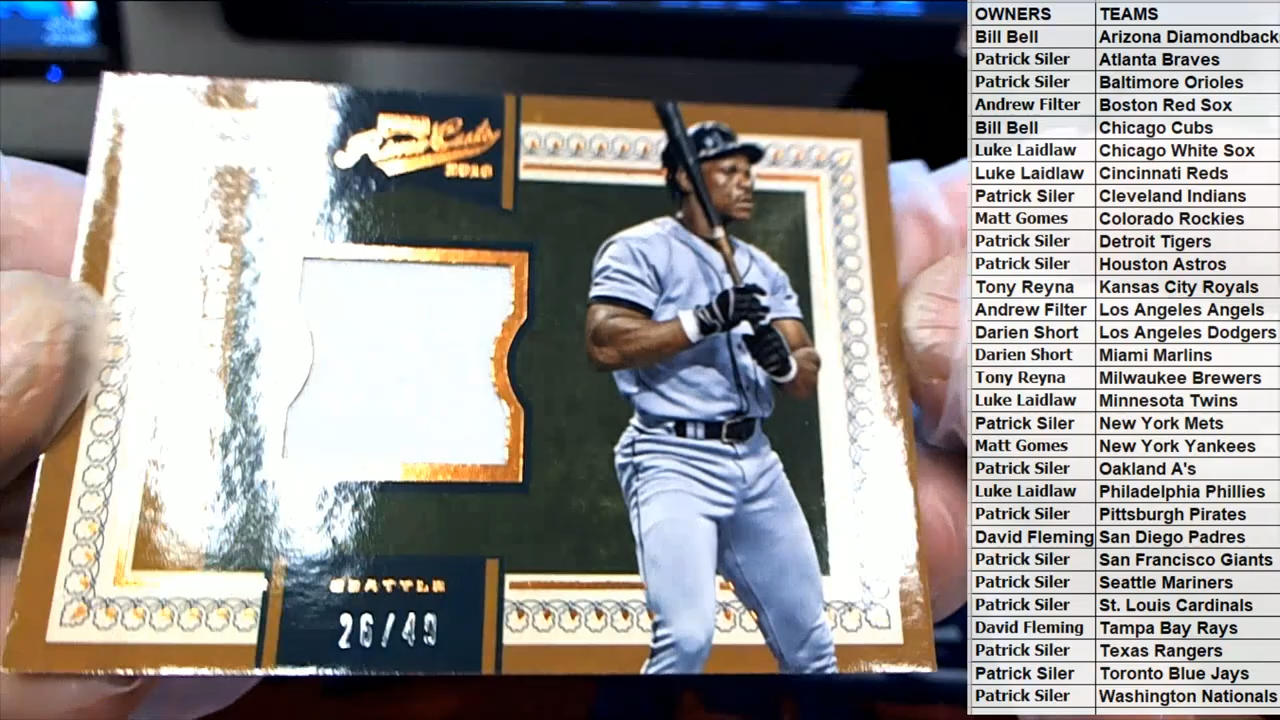 Cuts
2016
SEATTLE
26/49
OWNERS TEAMS
Bill Bell Arizona Diamondback
Patrick Siler Atlanta Braves
Patrick Siler Baltimore Orioles
Andrew Filter Boston Red Sox
Bill Bell Chicago Cubs
Luke Laidlaw Chicago White Sox
Luke Laidlaw Cincinnati Reds
Patrick Siler Cleveland Indians
Matt Gomes Colorado Rockies
Patrick Siler Detroit Tigers
Patrick Siler Houston Astros
Tony Reyna Kansas City Royals
Andrew Filter Los Angeles Angels
Darien Short Los Angeles Dodgers
Darien Short Miami Marlins
Tony Reyna Milwaukee Brewers
Luke Laidlaw Minnesota Twins
Patrick Siler New York Mets
Matt Gomes New York Yankees
Patrick Siler Oakland A's
Luke Laidlaw Philadelphia Phillies
Patrick Siler Pittsburgh Pirates
David Fleming San Diego Padres
Patrick Siler San Francisco Giants
Patrick Siler Seattle Mariners
Patrick Siler St. Louis Cardinals
David Fleming Tampa Bay Rays
Patrick Siler Texas Rangers
Patrick Siler Toronto Blue Jays
Patrick Siler Washington Nationals